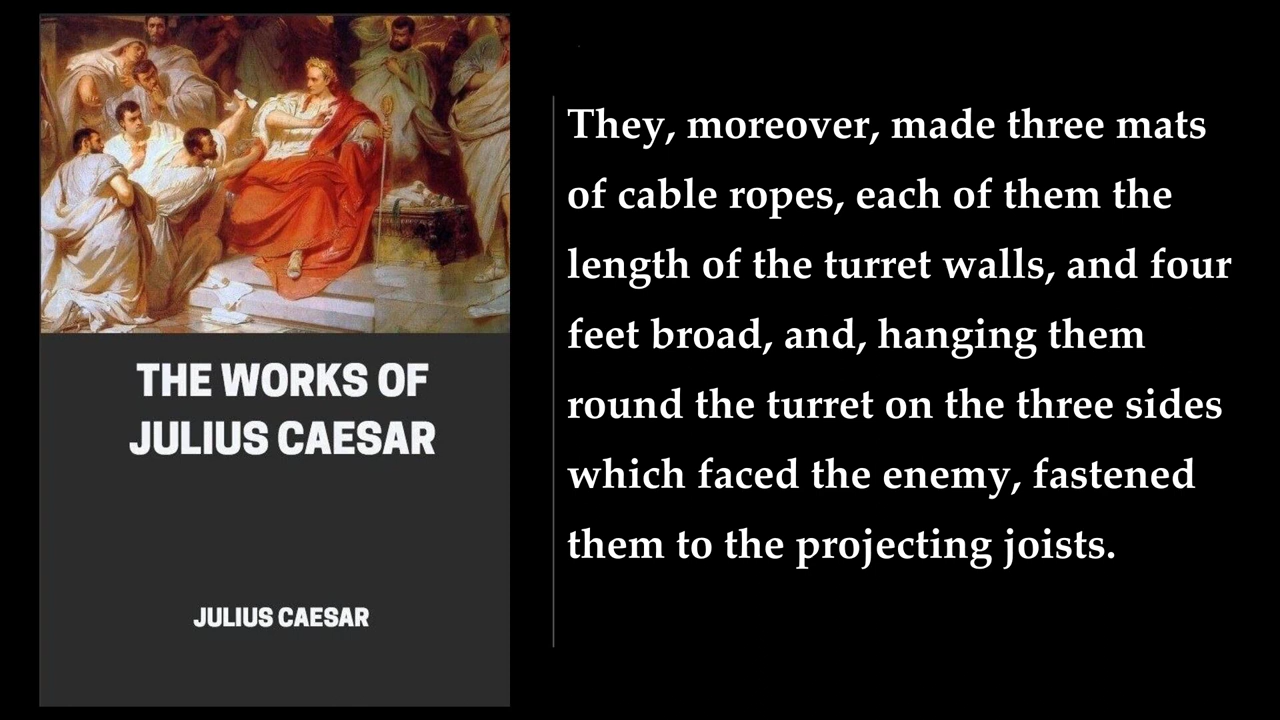 THE WORKS OF
JULIUS CAESAR
JULIUS CAESAR
They, moreover, made three mats
of cable ropes, each of them the
length of the turret walls, and four
feet broad, and, hanging them
round the turret on the three sides
which faced the enemy, fastened
them to the projecting joists.